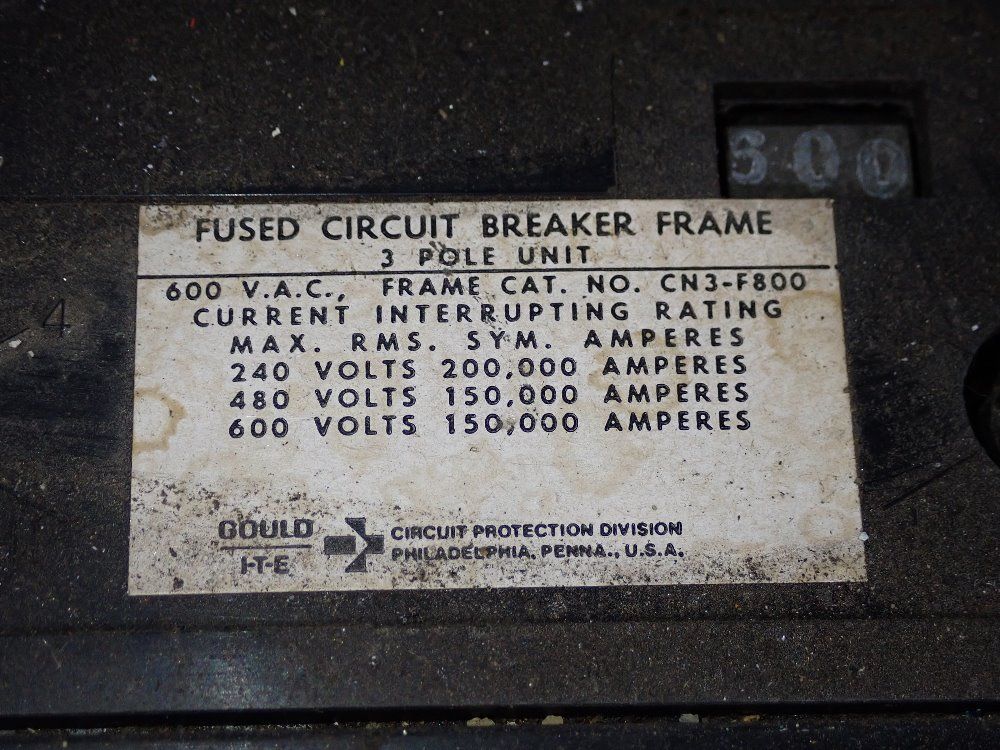 600
FUSED CIRCUIT BREAKER FRAME
3 POLE UNIT
600 V.A.C., FRAME CAT. NO. CN3-F800
CURRENT INTERRUPTING RATING
MAX. RMS. SYM. AMPERES
240 VOLTS 200,000 AMPERES
480 VOLTS 150,000 AMPERES
600 VOLTS 150,000 AMPERES
4
GOULD
I-T-E
CIRCUIT PROTECTION DIVISION
PHILADELPHIA, PENNA., U.S.A.